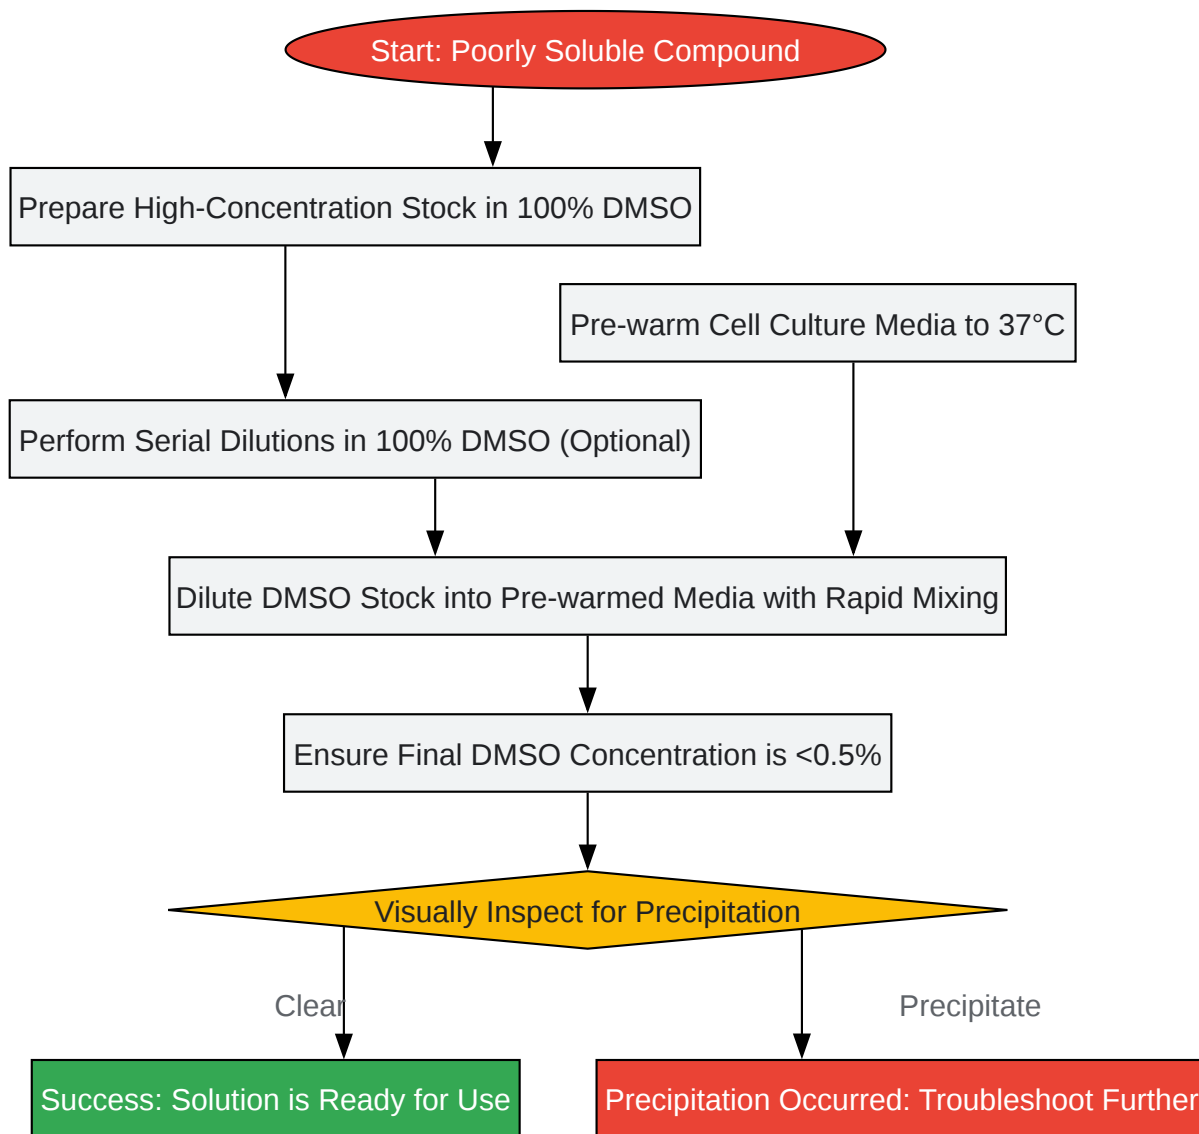 Start: Poorly Soluble Compound
Prepare High-Concentration Stock in 100% DMSO
Pre-warm Cell Culture Media to 37°C
Perform Serial Dilutions in 100% DMSO (Optional)
Dilute DMSO Stock into Pre-warmed Media with Rapid Mixing
Ensure Final DMSO Concentration is <0.5%
Visually Inspect for Precipitation
Clear
Precipitate
Success: Solution is Ready for Use
Precipitation Occurred: Troubleshoot Further